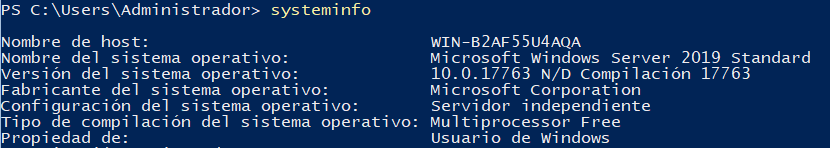 PS C:\Users\Administrador> systeminfo
Nombre de host: WIN-B2AF55U4AQA
Nombre del sistema operativo: Microsoft Windows Server 2019 Standard
Versión del sistema operativo: 10.0.17763 N/D Compilación 17763
Fabricante del sistema operativo: Microsoft Corporation
Configuración del sistema operativo: Servidor independiente
Tipo de compilación del sistema operativo: Multiprocessor Free
Propiedad de: Usuario de Windows